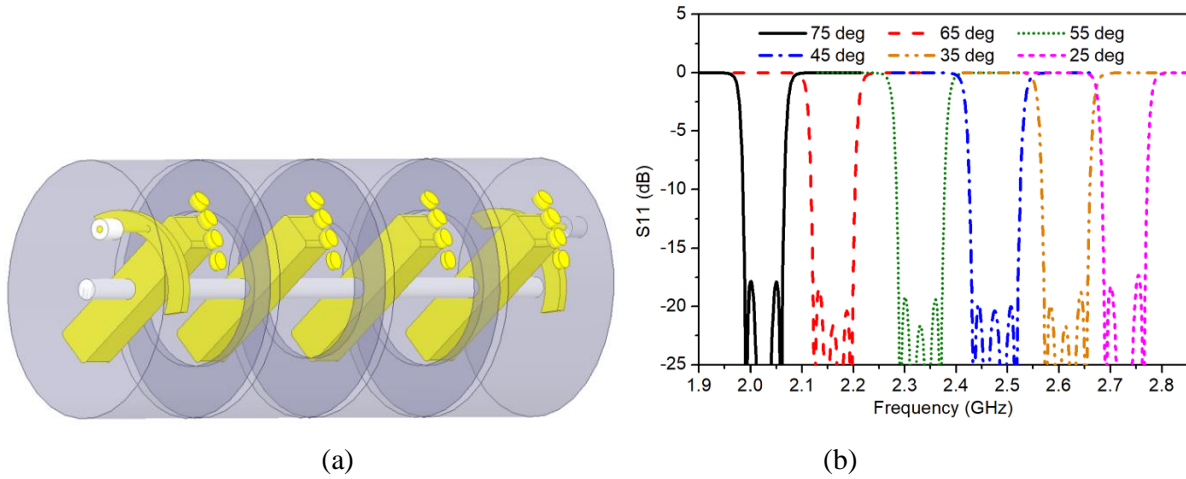 5
75 deg 65 deg 55 deg
45 deg 35 deg 25 deg
0
-5
-10
-15
-20
-25
S11 (dB)
1.9 2.0 2.1 2.2 2.3 2.4 2.5 2.6 2.7 2.8
Frequency (GHz)
(a) (b)